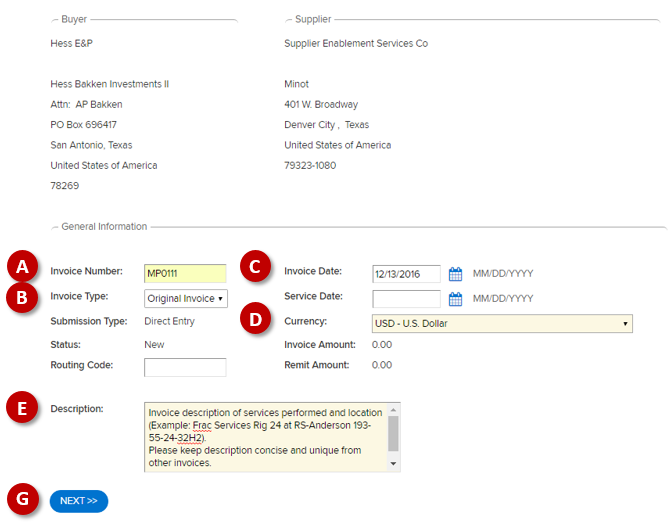 Buyer
Supplier
Hess E&P
Supplier Enablement Services Co
Hess Bakken Investments II
Minot
Attn: AP Bakken
401 W. Broadway
PO Box 696417
Denver City , Texas
San Antonio, Texas
United States of America
United States of America
79323-1080
78269
General Information
A
Invoice Number:
MP0111
C
Invoice Date:
12/13/2016
MM/DD/YYYY
B
Invoice Type:
Original Invoice
Service Date:
MM/DD/YYYY
Submission Type:
Direct Entry
D
Currency:
USD - U.S. Dollar
Status:
New
Invoice Amount:
0.00
Routing Code:
Remit Amount:
0.00
E
Description:
Invoice description of services performed and location
(Example: Frac Services Rig 24 at RS-Anderson 193-
55-24-32H2).
Please keep description concise and unique from
other invoices.
G
NEXT >>